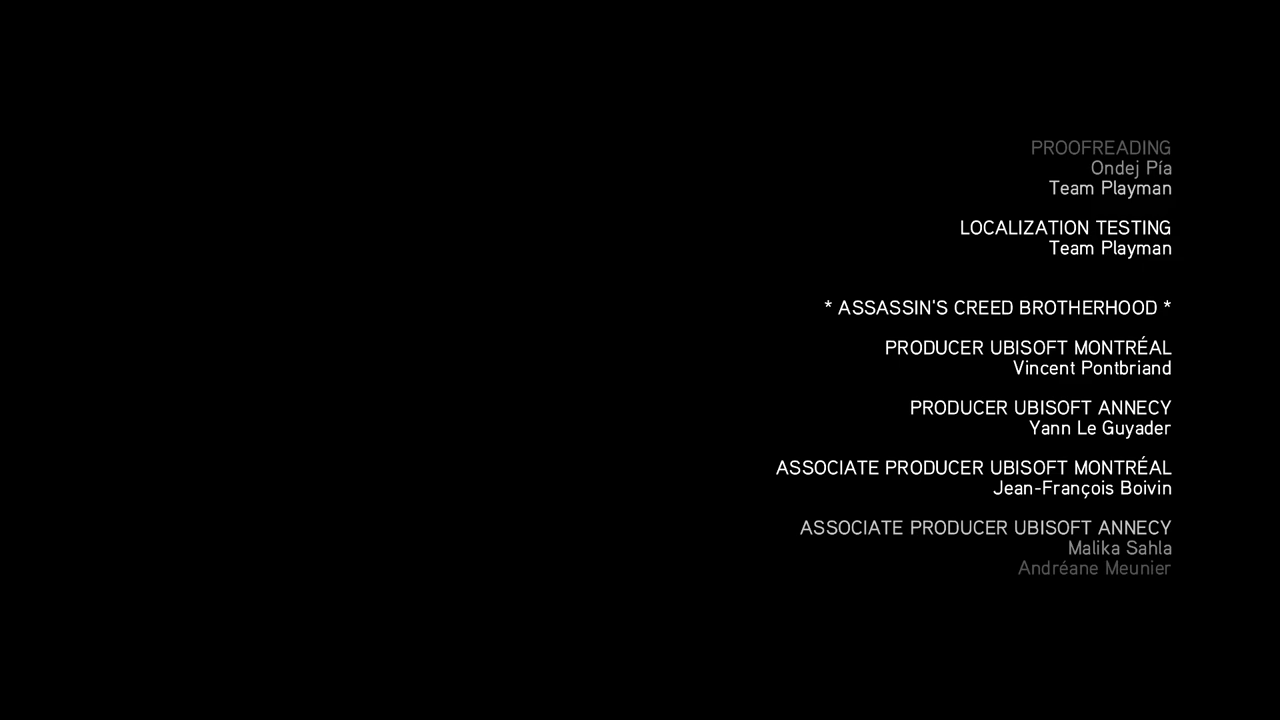 PROOFREADING
Ondej Pía
Team Playman
LOCALIZATION TESTING
Team Playman
* ASSASSIN'S CREED BROTHERHOOD *
PRODUCER UBISOFT MONTRÉAL
Vincent Pontbriand
PRODUCER UBISOFT ANNECY
Yann Le Guyader
ASSOCIATE PRODUCER UBISOFT MONTRÉAL
Jean-François Boivin
ASSOCIATE PRODUCER UBISOFT ANNECY
Malika Sahla
Andréane Meunier